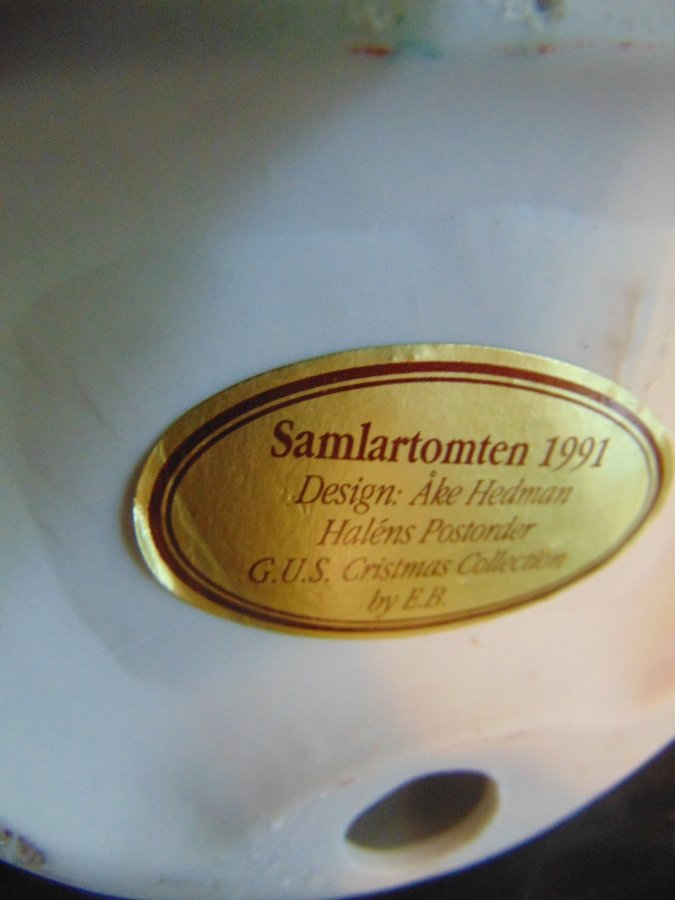 Samlartomten 1991
Design: Åke Hedman
Haléns Postorder
G.U.S. Cristmas Collection
by E.B.